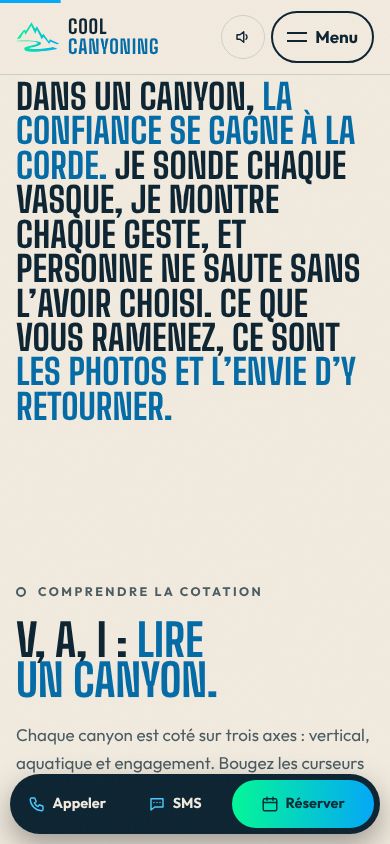 COOL
CANYONING
Menu
DANS UN CANYON, LA
CONFIANCE SE GAGNE À LA
CORDE. JE SONDE CHAQUE
VASQUE, JE MONTRE
CHAQUE GESTE, ET
PERSONNE NE SAUTE SANS
L’AVOIR CHOISI. CE QUE
VOUS RAMENEZ, CE SONT
LES PHOTOS ET L’ENVIE D’Y
RETOURNER.
COMPRENDRE LA COTATION
V, A, I : LIRE
UN CANYON.
Chaque canyon est coté sur trois axes : vertical,
aquatique et engagement. Bougez les curseurs
Appeler
SMS
Réserver